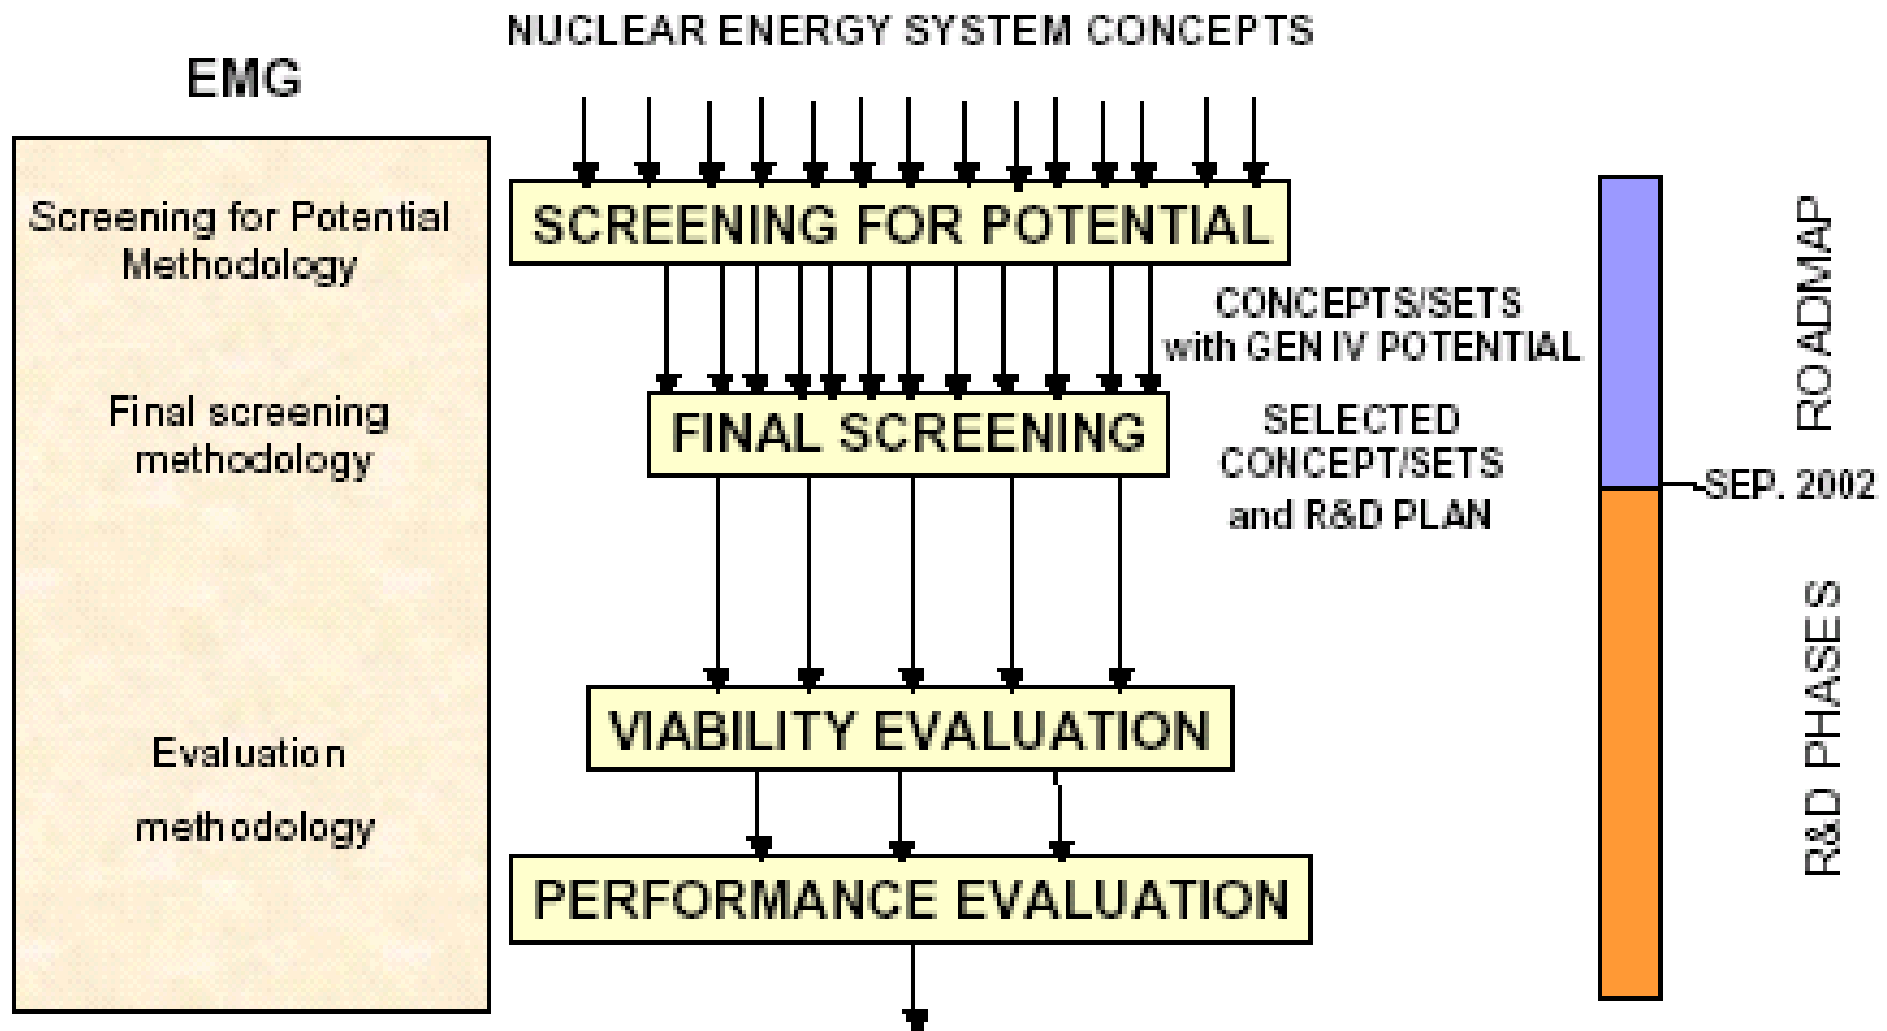 NUCLEAR ENERGY SYSTEM CONCEPTS
EMG
Screening for Potential
Methodology
Final screening
methodology
Evaluation
methodology
SCREENING FOR POTENTIAL
CONCEPTS/SETS
with GEN IV POTENTIAL
FINAL SCREENING
SELECTED
CONCEPT/SETS
and R&D PLAN
VIABILITY EVALUATION
PERFORMANCE EVALUATION
ROADMAP
SEP. 2002
R&D PHASES